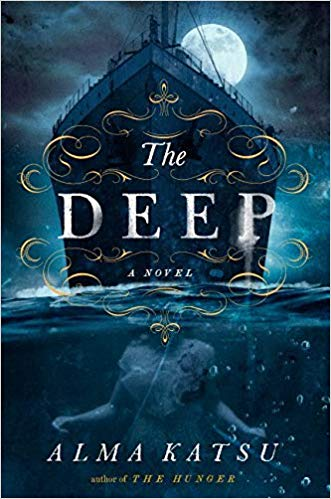 The
DEEP
A NOVEL
ALMA KATSU
author of THE HUNGER